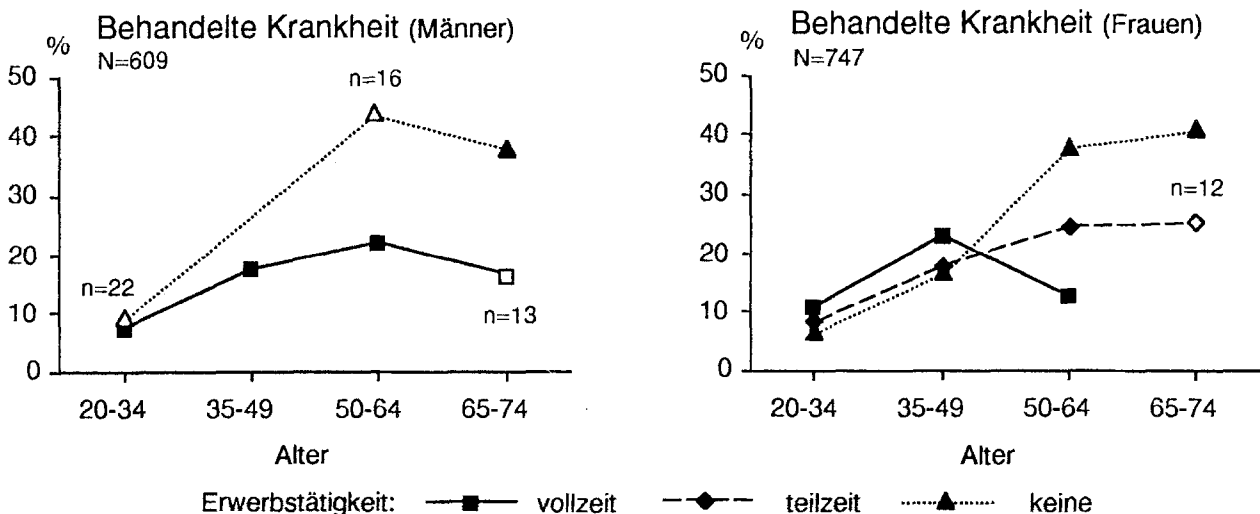 Behandelte Krankheit (Männer)
%
N=609
50
40
30
20
10
0
n=16
n=22
n=13
20-34 35-49 50-64 65-74
Alter
Behandelte Krankheit (Frauen)
%
N=747
50
40
30
20
10
0
n=12
20-34 35-49 50-64 65-74
Alter
Erwerbstätigkeit: vollzeit teilzeit keine